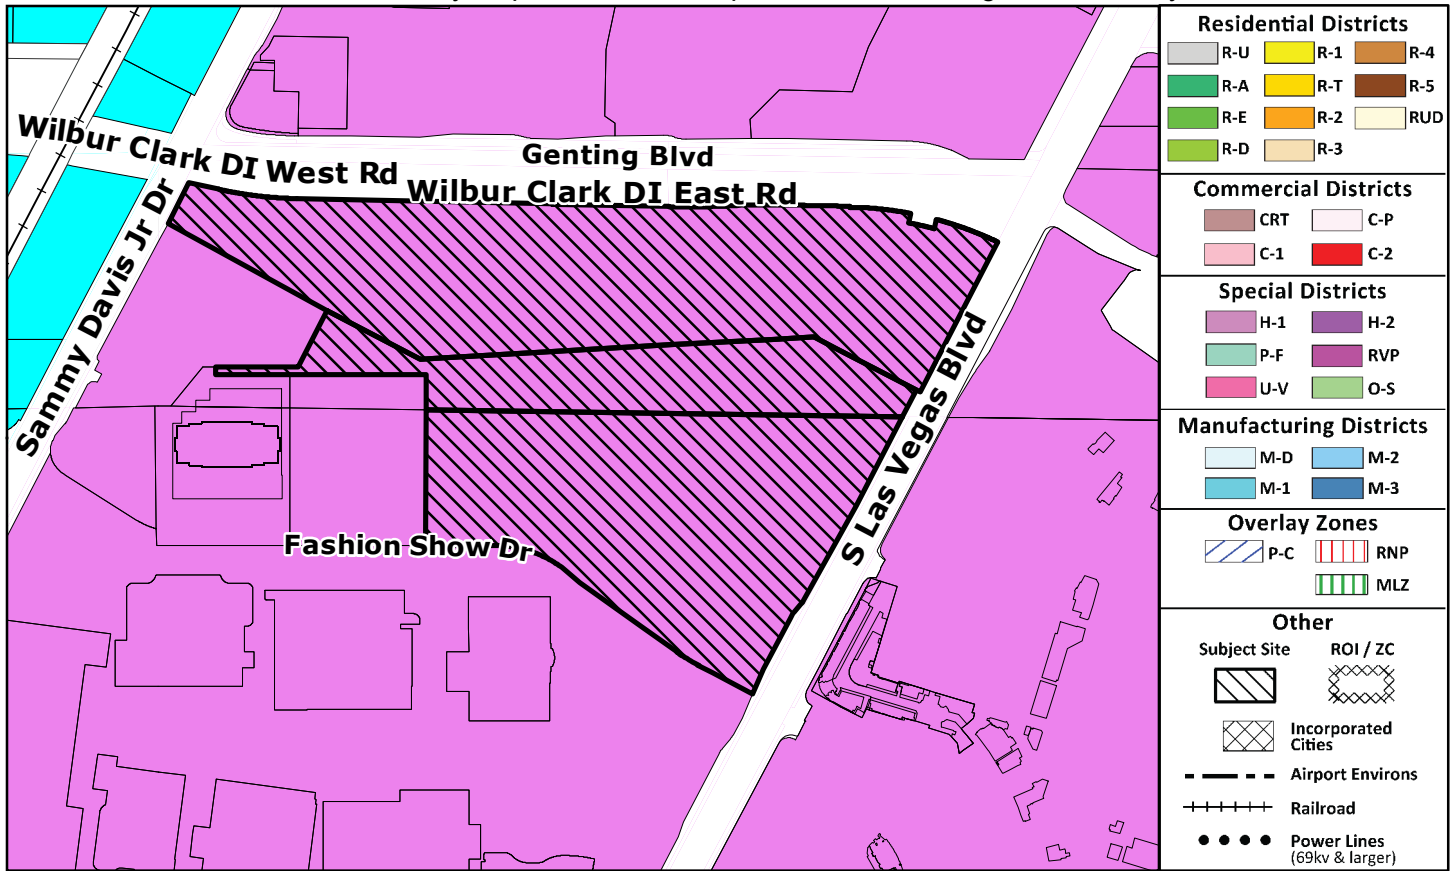 Wilbur Clark DI West Rd
Genting Blvd
Wilbur Clark DI East Rd
Sammy Davis Jr Dr
S Las Vegas Blvd
Fashion Show Dr
Residential Districts
R-U R-1 R-4
R-A R-T R-5
R-E R-2 RUD
R-D R-3
Commercial Districts
CRT C-P
C-1 C-2
Special Districts
H-1 H-2
P-F RVP
U-V O-S
Manufacturing Districts
M-D M-2
M-1 M-3
Overlay Zones
P-C RNP
MLZ
Other
Subject Site ROI / ZC
Incorporated
Cities
Airport Environs
Railroad
Power Lines
(69kv & larger)